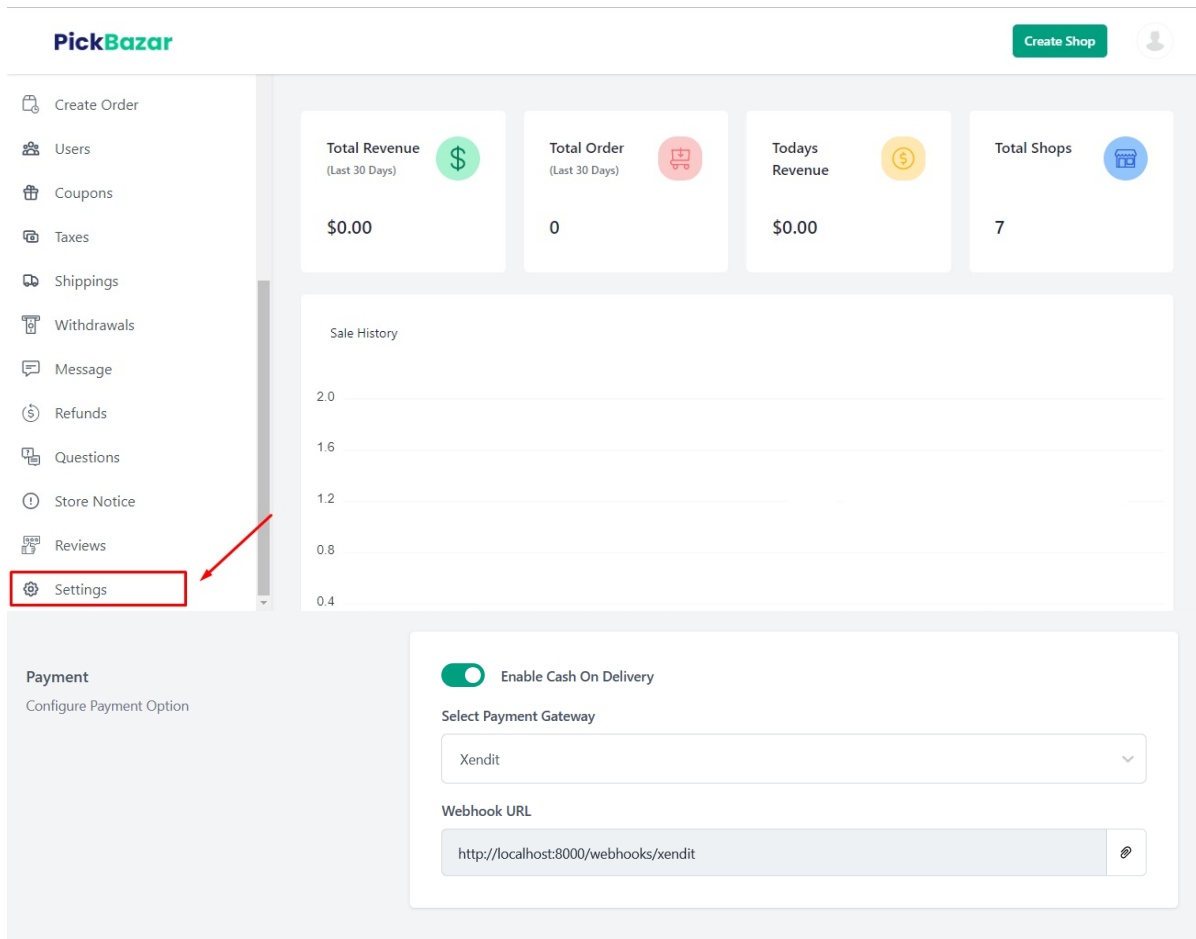 PickBazar
Create Shop
Create Order
Users
Coupons
Taxes
Shippings
Withdrawals
Message
Refunds
Questions
Store Notice
Reviews
Settings
Total Revenue
(Last 30 Days)
$0.00
Total Order
(Last 30 Days)
0
Todays
Revenue
$0.00
Total Shops
7
Sale History
2.0
1.6
1.2
0.8
0.4
Payment
Configure Payment Option
Enable Cash On Delivery
Select Payment Gateway
Xendit
Webhook URL
http://localhost:8000/webhooks/xendit